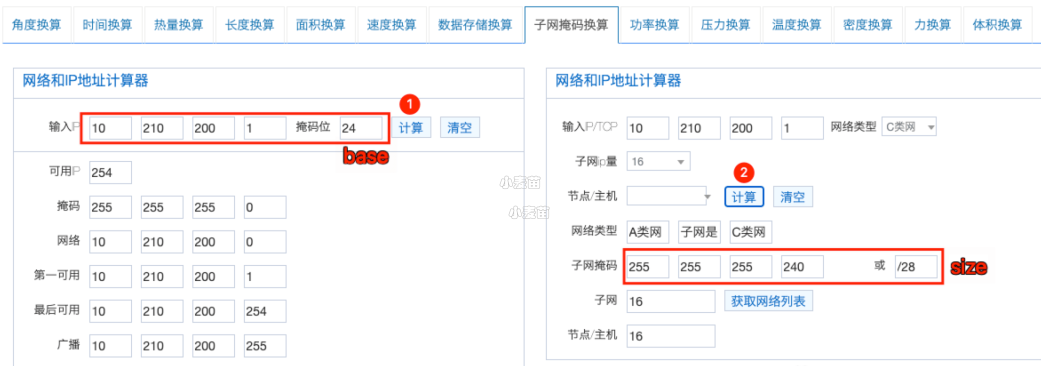 角度换算 时间换算 热量换算 长度换算 面积换算 速度换算 数据存储换算 子网掩码换算 功率换算 压力换算 温度换算 密度换算 力换算 体积换算
网络和IP地址计算器
1
输入IP 10 210 200 1 掩码位 24 计算 清空
base
可用IP 254
掩码 255 255 255 0
网络 10 210 200 0
第一可用 10 210 200 1
最后可用 10 210 200 254
广播 10 210 200 255
网络和IP地址计算器
输入IP/TCP 10 210 200 1 网络类型 C类网
子网ip量 16
2
节点/主机 计算 清空
网络类型 A类网 子网是 C类网
子网掩码 255 255 255 240 或 /28
size
子网 16 获取网络列表
节点/主机 16